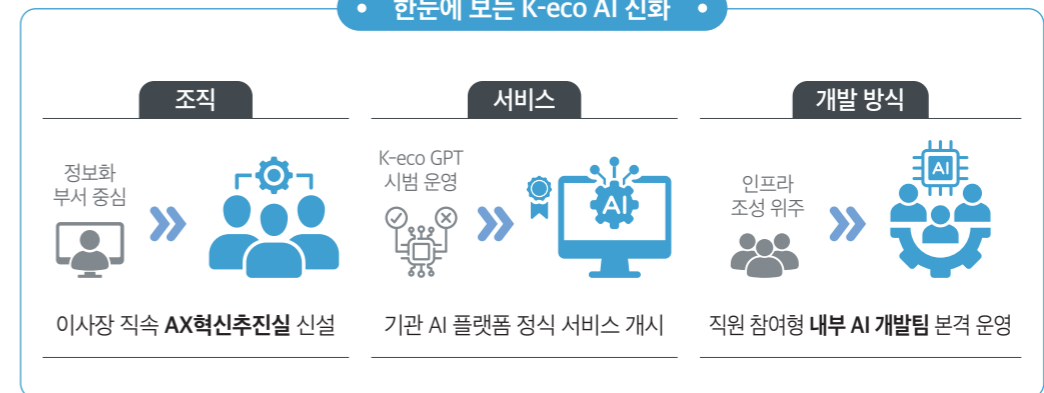 한눈에 보는 K-eco AI 진화
조직
정보화
부서 중심
이사장 직속 AX혁신추진실 신설
서비스
K-eco GPT
시범 운영
AI
기관 AI 플랫폼 정식 서비스 개시
개발 방식
인프라
조성 위주
AI
직원 참여형 내부 AI 개발팀 본격 운영